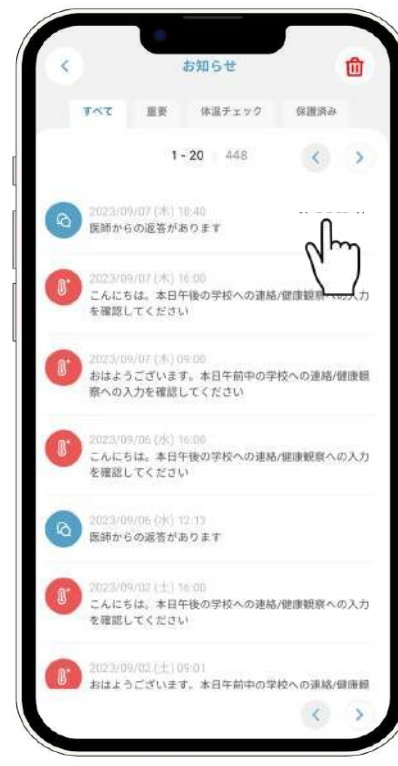 お知らせ
すべて 重要 体温チェック 保護済み
1 - 20 448
2023/09/07 (木) 18:40
医師からの返答があります
2023/09/07 (木) 16:00
こんにちは。本日午後の学校への連絡/健康観察への入力
を確認してください
2023/09/07 (木) 09:00
おはようございます。本日午前中の学校への連絡/健康観
察への入力を確認してください
2023/09/06 (水) 16:00
こんにちは。本日午後の学校への連絡/健康観察への入力
を確認してください
2023/09/06 (水) 12:13
医師からの返答があります
2023/09/02 (土) 16:00
こんにちは。本日午後の学校への連絡/健康観察への入力
を確認してください
2023/09/02 (土) 09:01
おはようございます。本日午前中の学校への連絡/健康観